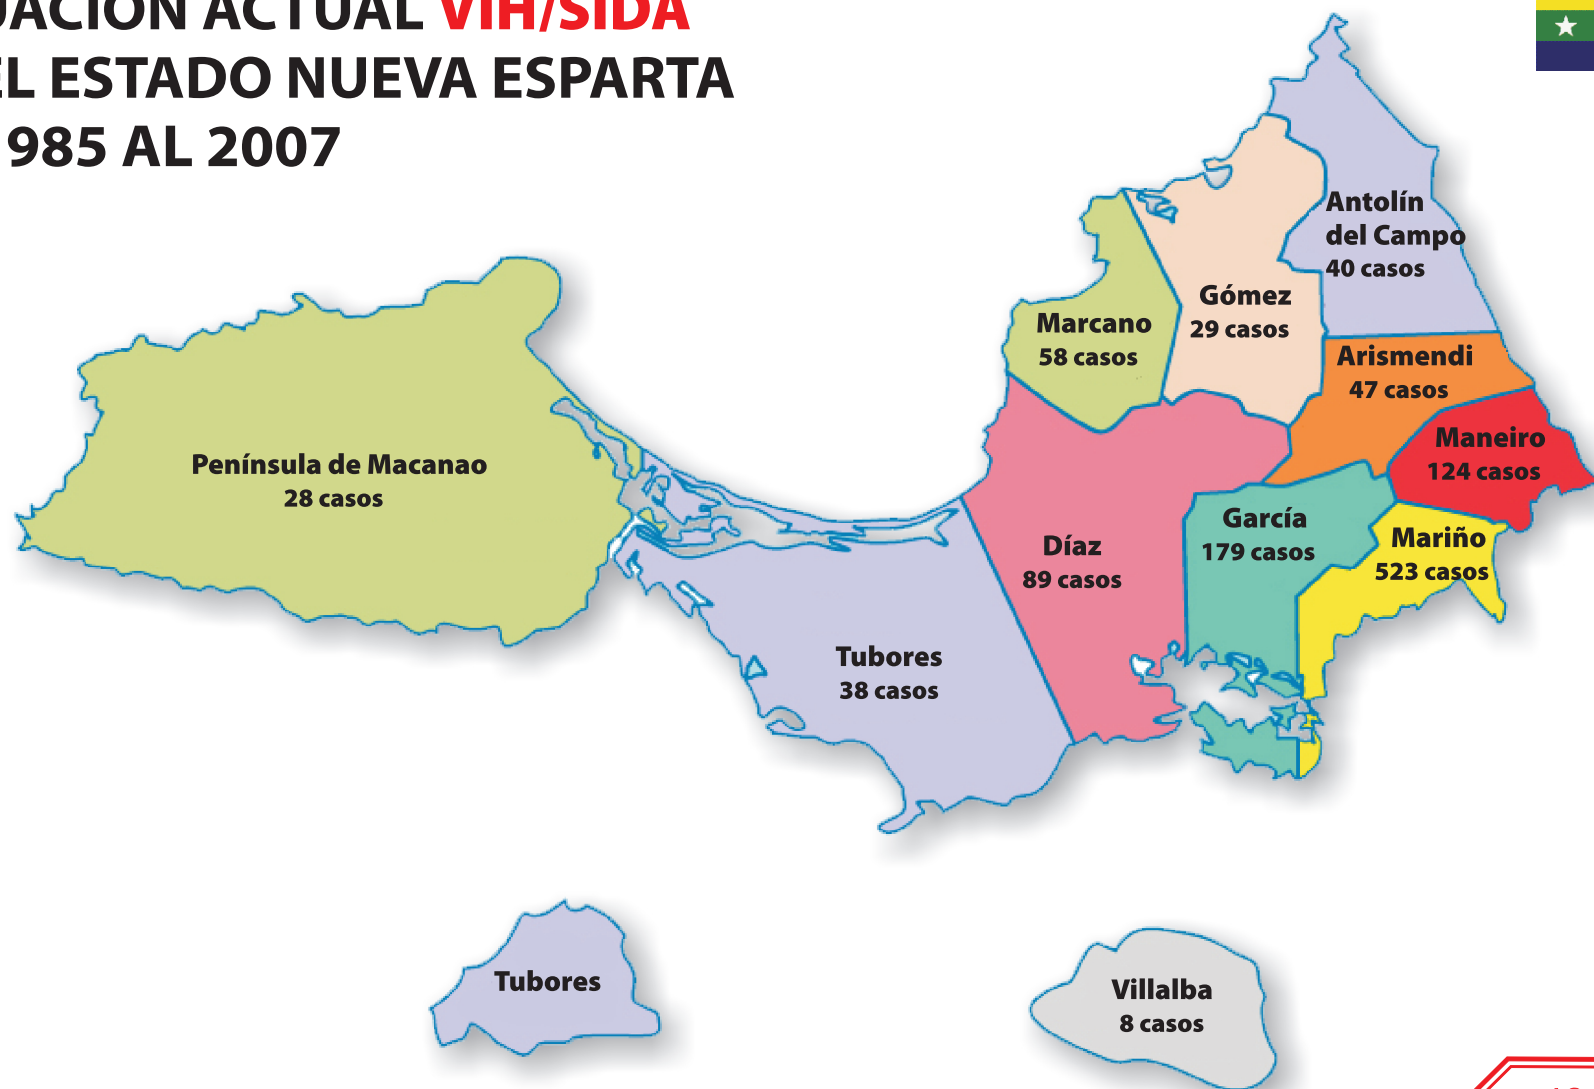 UACIÓN ACTUAL VIH/SIDA
EL ESTADO NUEVA ESPARTA
1985 AL 2007
Antolín
del Campo
40 casos
Gómez
29 casos
Marcano
58 casos
Arismendi
47 casos
Maneiro
124 casos
Península de Macanao
28 casos
García
179 casos
Mariño
523 casos
Díaz
89 casos
Tubores
38 casos
Tubores
Villalba
8 casos